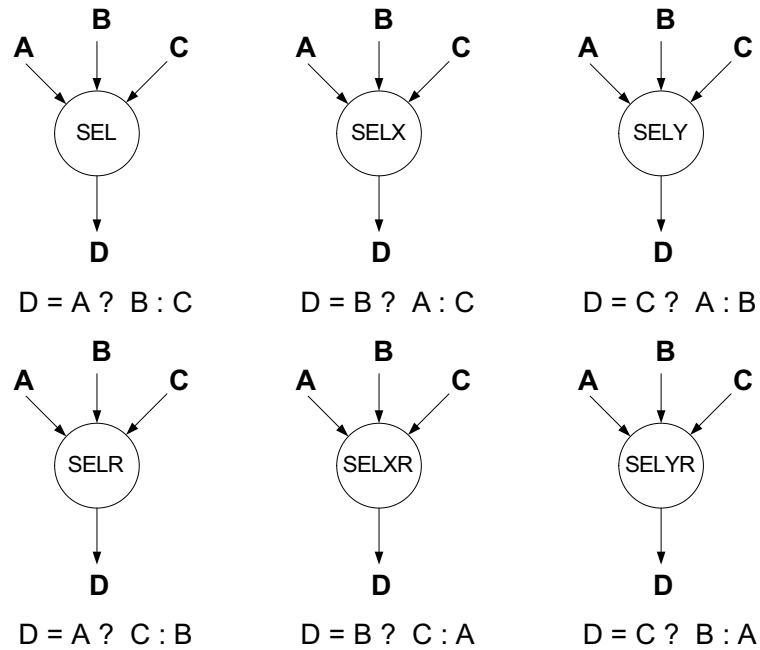 B B B
A C A C A C
SEL SELX SELY
D D D
D = A ? B : C D = B ? A : C D = C ? A : B
B B B
A C A C A C
SELR SELXR SELYR
D D D
D = A ? C : B D = B ? C : A D = C ? B : A